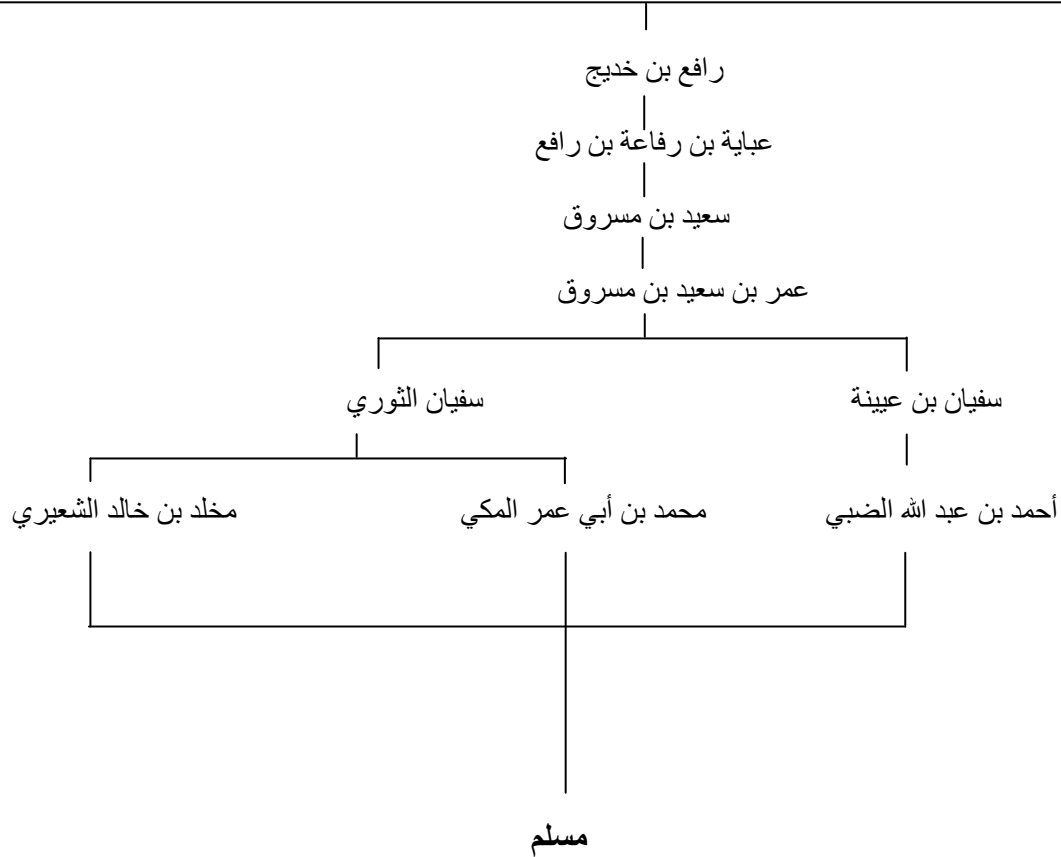 رافع بن خديج
عباية بن رفاعة بن رافع
سعيد بن مسروق
عمر بن سعيد بن مسروق
سفيان بن عيينة
سفيان الثوري
أحمد بن عبد الله الضبي
محمد بن أبي عمر المكي
مخلد بن خالد الشعيري
مسلم